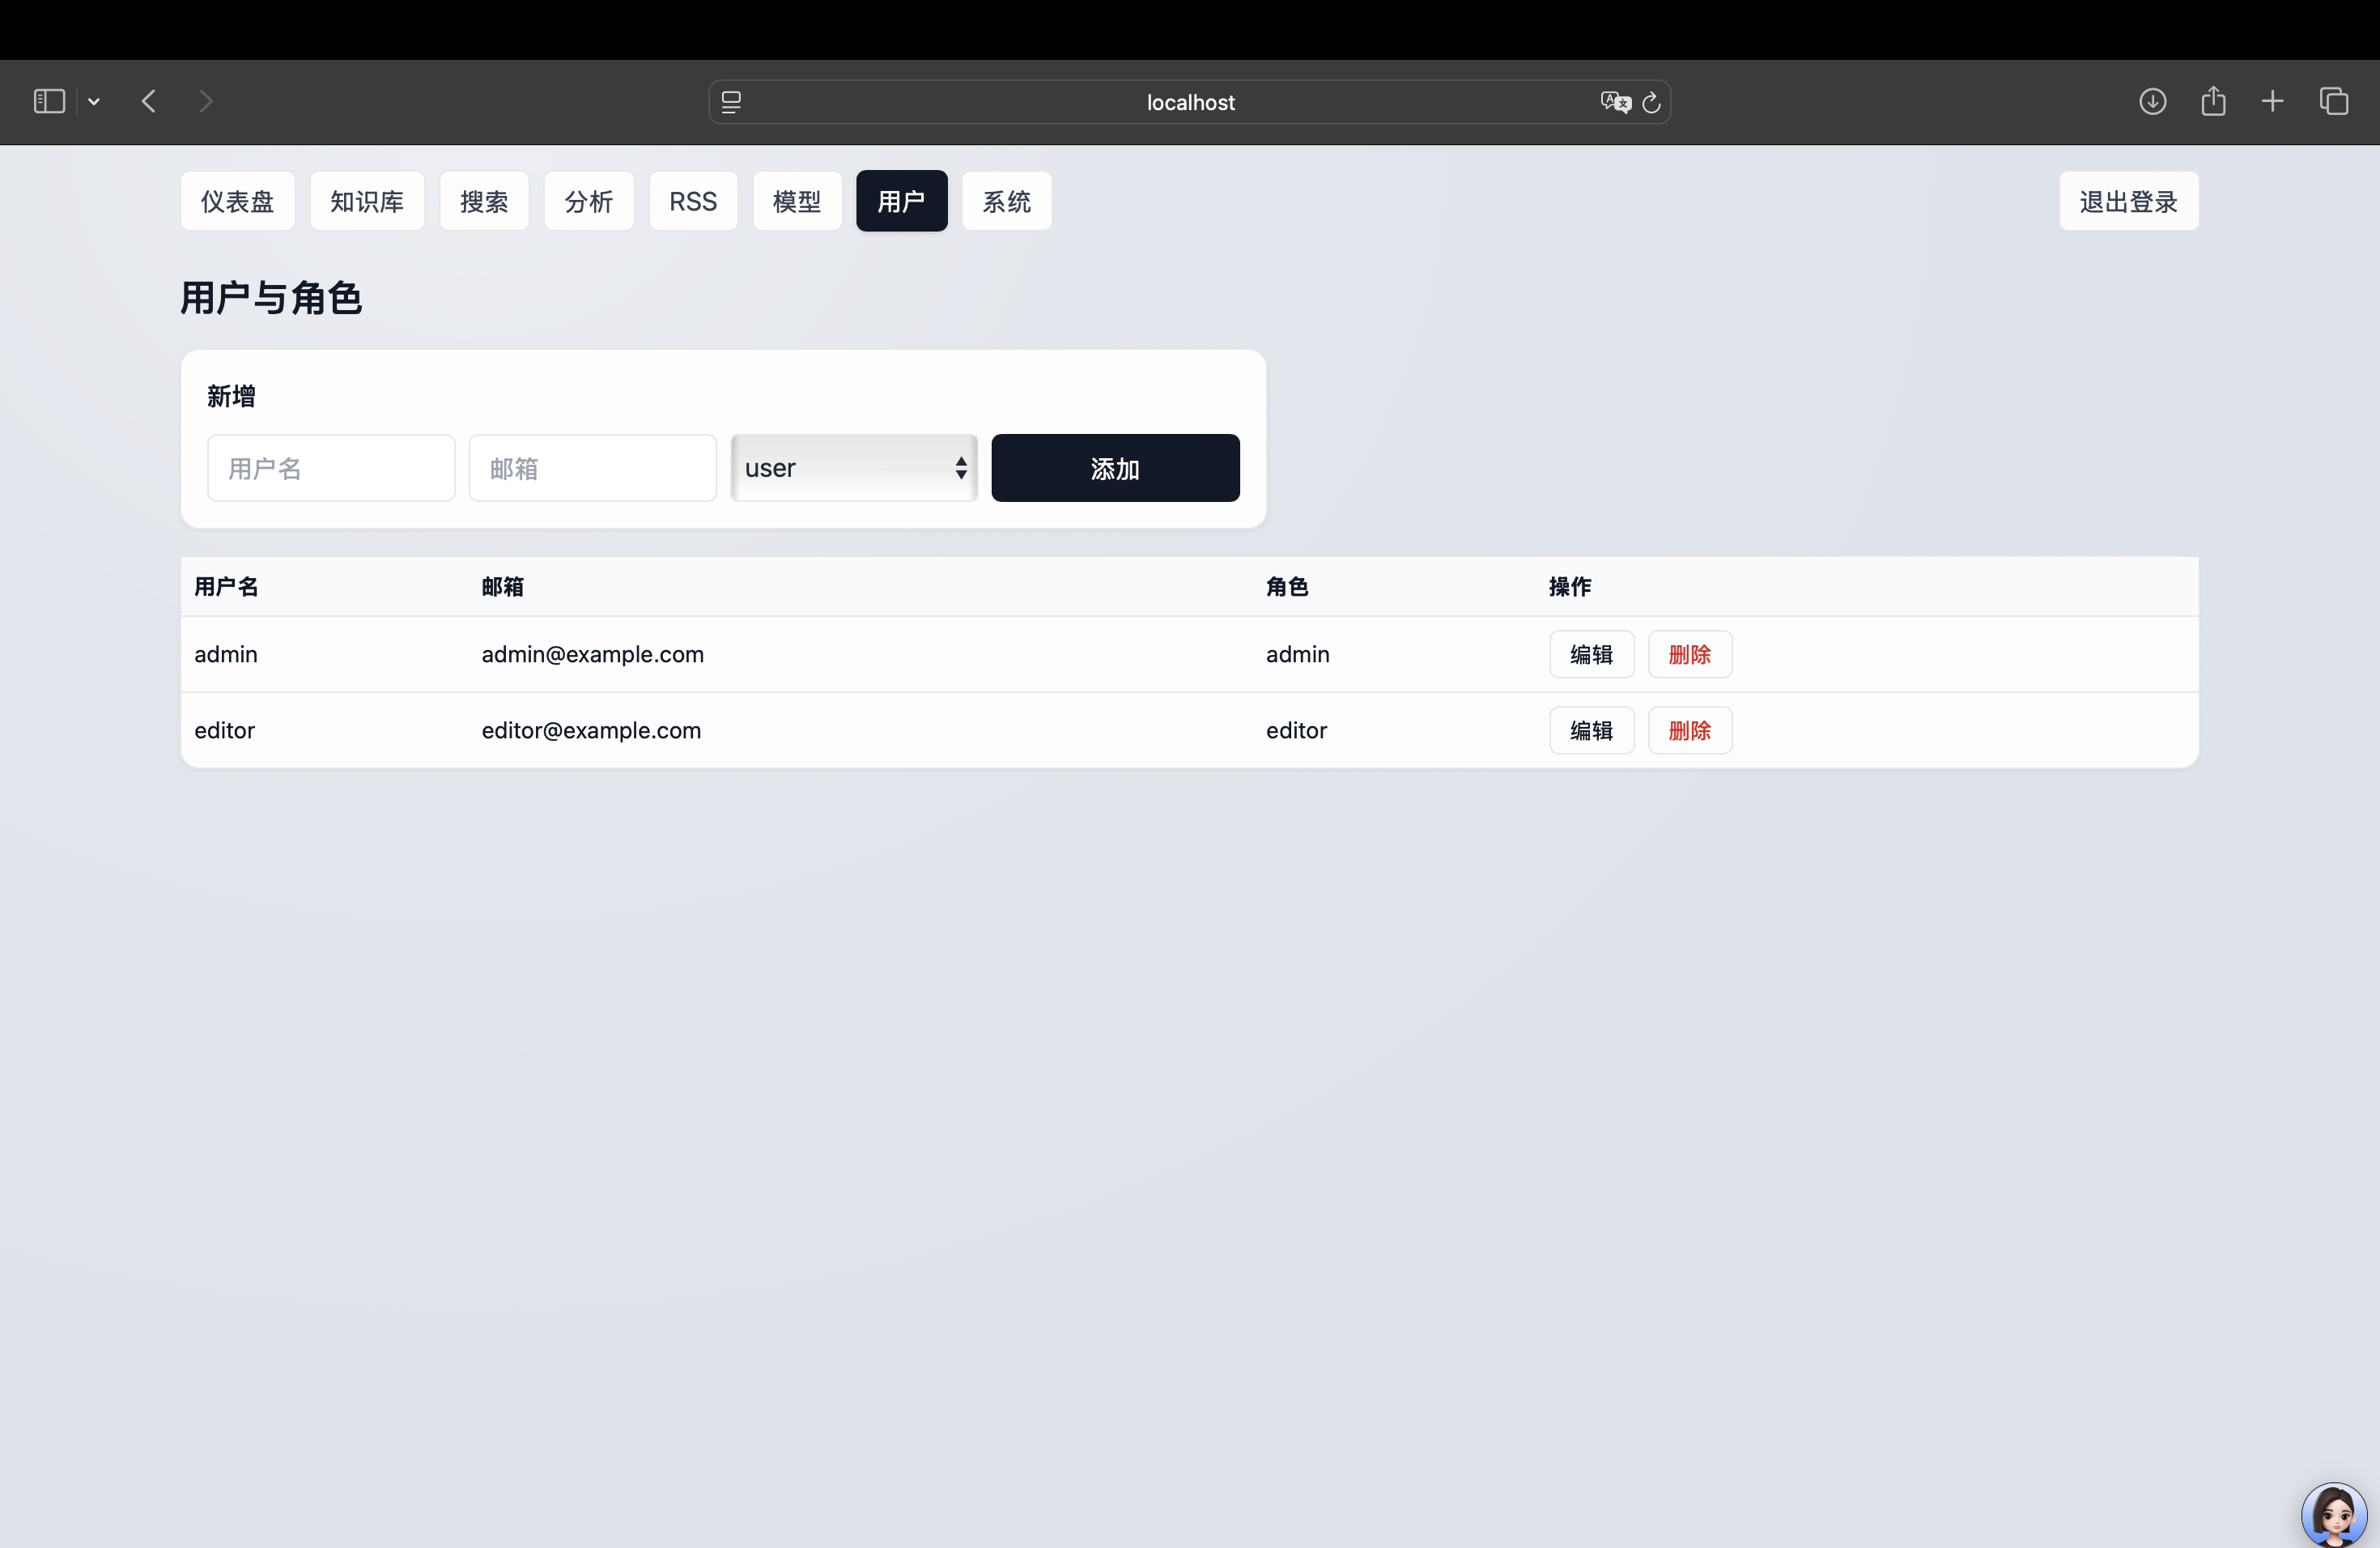 localhost
仪表盘 知识库 搜索 分析 RSS 模型 用户 系统 退出登录
用户与角色
新增
用户名 邮箱 user 添加
用户名 邮箱 角色 操作
admin admin@example.com admin 编辑 删除
editor editor@example.com editor 编辑 删除